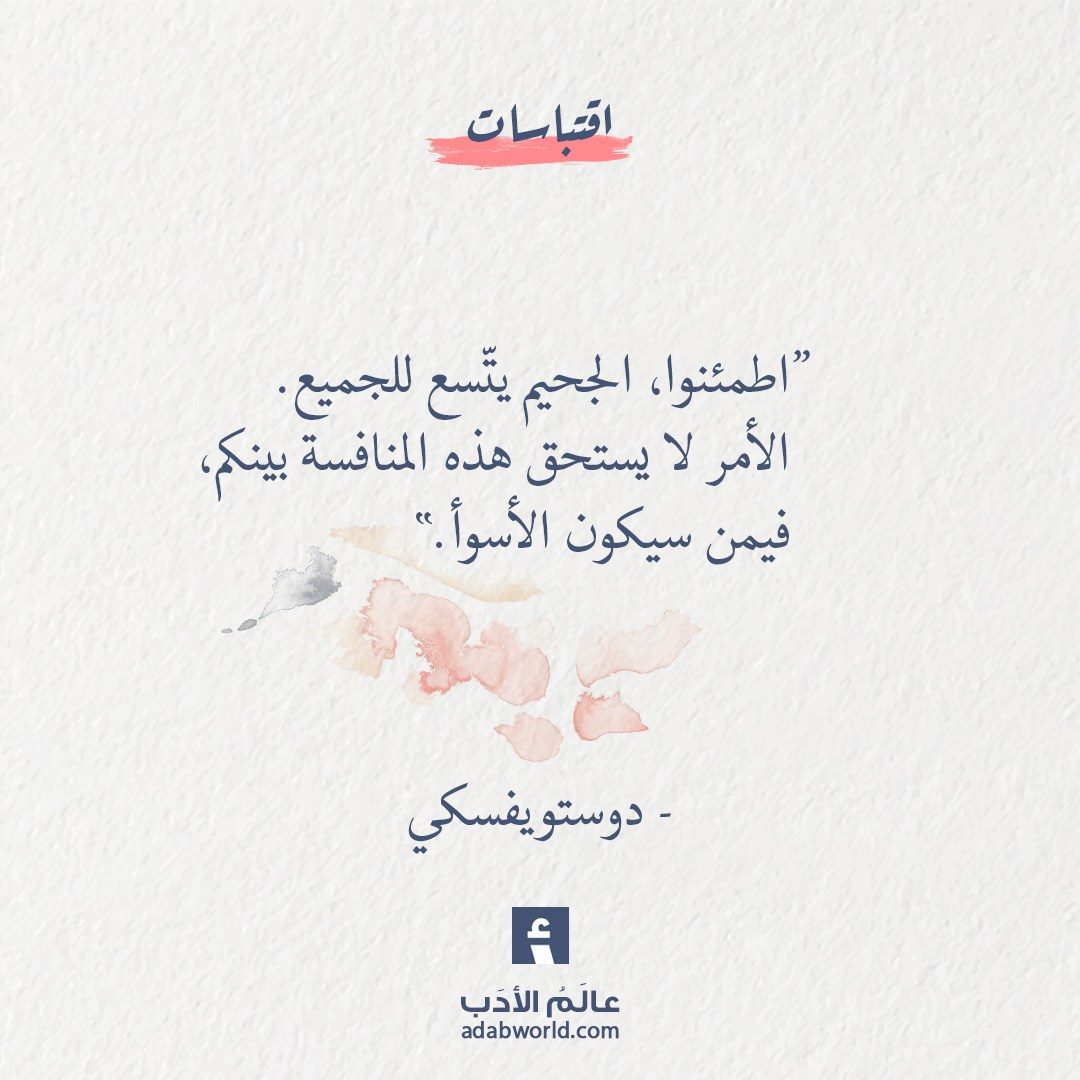 اقتباسات
”اطمئنوا، الجحيم يتّسع للجميع.
الأمر لا يستحق هذه المنافسة بينكم،
فيمن سيكون الأسوأ.“
- دوستويفسكي
أ
عالَمُ الأدَب
adabworld.com